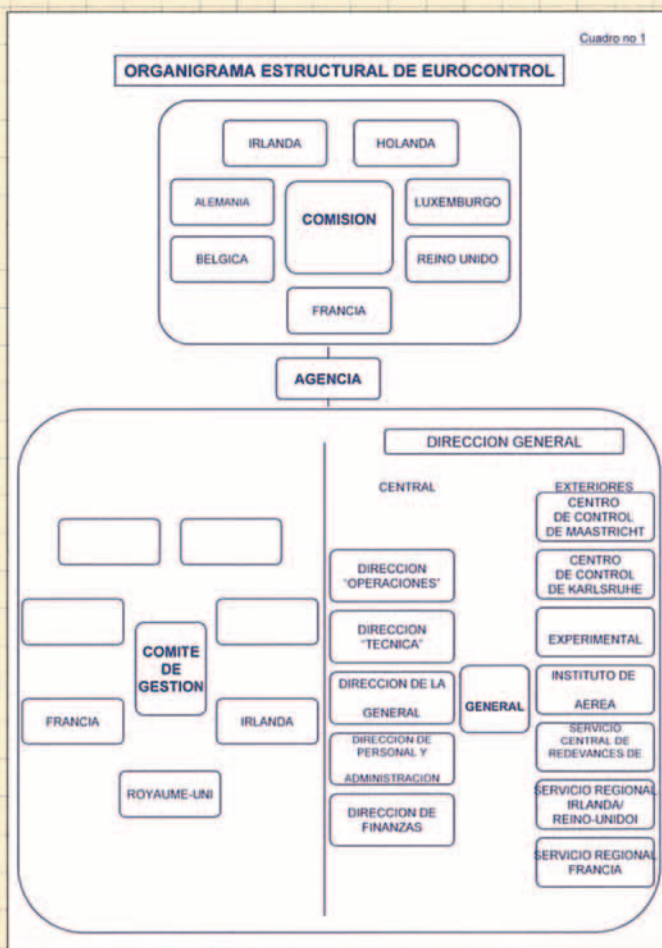 Cuadro no 1
ORGANIGRAMA ESTRUCTURAL DE EUROCONTROL
IRLANDA
HOLANDA
ALEMANIA
COMISION
LUXEMBURGO
BELGICA
REINO UNIDO
FRANCIA
AGENCIA
DIRECCION GENERAL
CENTRAL
EXTERIORES
COMITE
DE
GESTION
FRANCIA
IRLANDA
ROYAUME-UNI
DIRECCION
"OPERACIONES"
DIRECCION
"TECNICA"
DIRECCION DE LA
GENERAL
DIRECCION DE
PERSONAL Y
ADMINISTRACION
DIRECCION DE
FINANZAS
GENERAL
CENTRO
DE CONTROL
DE MAASTRICHT
CENTRO
DE CONTROL
DE KARLSRUHE
EXPERIMENTAL
INSTITUTO DE
AEREA
SERVICIO
CENTRAL DE
REDEVANCES DE
SERVICIO REGIONAL
IRLANDA/
REINO-UNIDOI
SERVICIO REGIONAL
FRANCIA